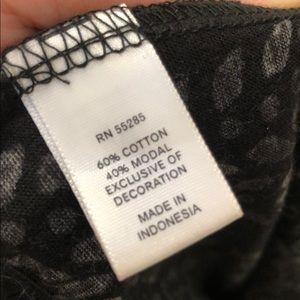 RN 55285
60% COTTON
40% MODAL
EXCLUSIVE OF
DECORATION
MADE IN
INDONESIA